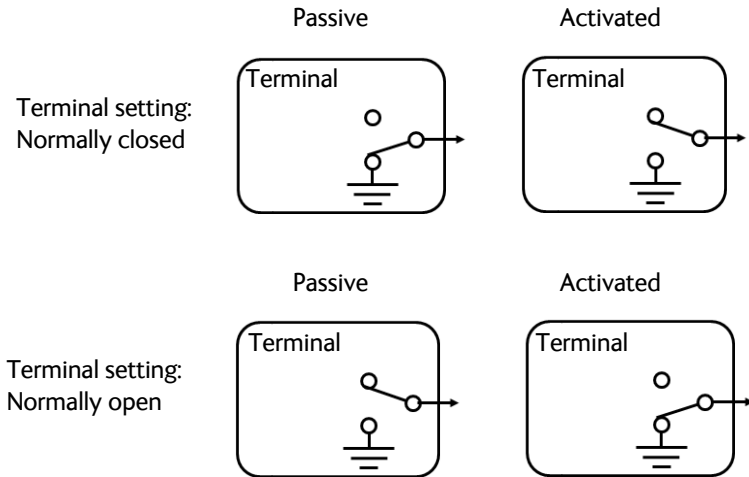 Passive Activated
Terminal Terminal
Terminal setting:
Normally closed
Passive Activated
Terminal Terminal
Terminal setting:
Normally open